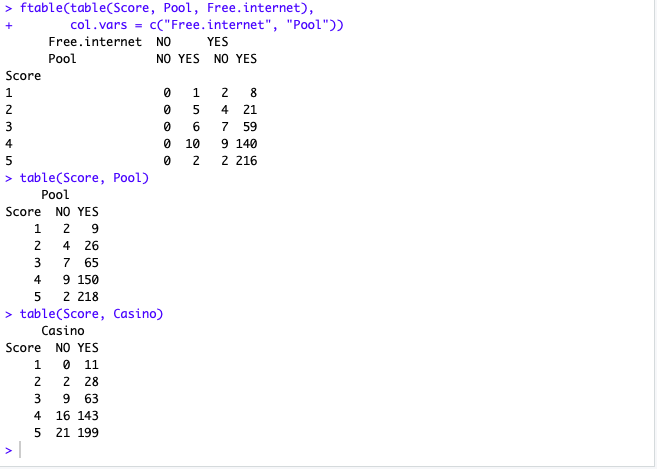 > ftable(table(Score, Pool, Free.internet),
+        col.vars = c("Free.internet", "Pool"))
      Free.internet  NO     YES
      Pool           NO YES  NO YES
Score
1                     0   1   2   8
2                     0   5   4  21
3                     0   6   7  59
4                     0  10   9 140
5                     0   2   2 216
> table(Score, Pool)
     Pool
Score  NO YES
    1   2   9
    2   4  26
    3   7  65
    4   9 150
    5   2 218
> table(Score, Casino)
     Casino
Score  NO YES
    1   0  11
    2   2  28
    3   9  63
    4  16 143
    5  21 199
>